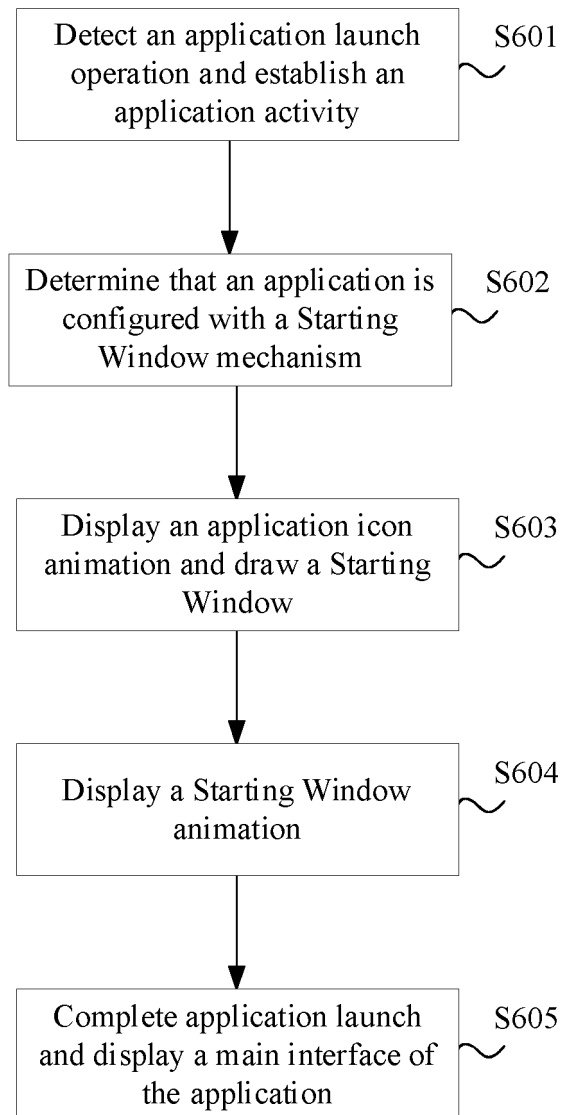 Detect an application launch
operation and establish an
application activity
S601
Determine that an application is
configured with a Starting
Window mechanism
S602
Display an application icon
animation and draw a Starting
Window
S603
Display a Starting Window
animation
S604
Complete application launch
and display a main interface of
the application
S605